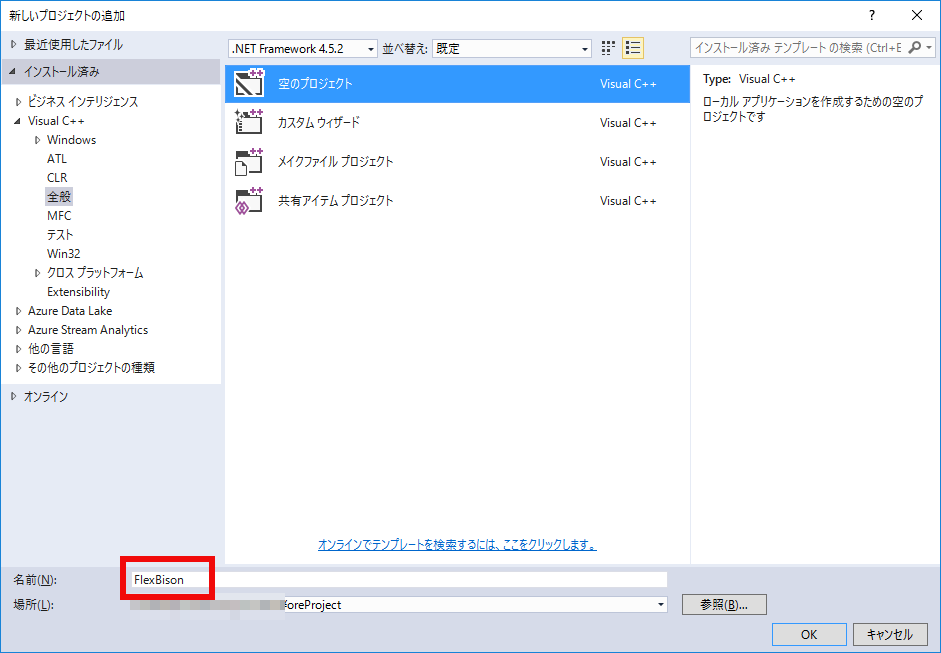 新しいプロジェクトの追加
?
最近使用したファイル
インストール済み
ビジネス インテリジェンス
Visual C++
Windows
ATL
CLR
全般
MFC
テスト
Win32
クロス プラットフォーム
Extensibility
Azure Data Lake
Azure Stream Analytics
他の言語
その他のプロジェクトの種類
オンライン
.NET Framework 4.5.2 並べ替え: 既定
インストール済み テンプレート の検索 (Ctrl+E
空のプロジェクト Visual C++
カスタム ウィザード Visual C++
メイクファイル プロジェクト Visual C++
共有アイテム プロジェクト Visual C++
Type: Visual C++
ローカル アプリケーションを作成するための空のプ
ロジェクトです
オンラインでテンプレートを検索するには、ここをクリックします。
名前(N): FlexBison
場所(L): oreProject
参照(B)...
OK キャンセル